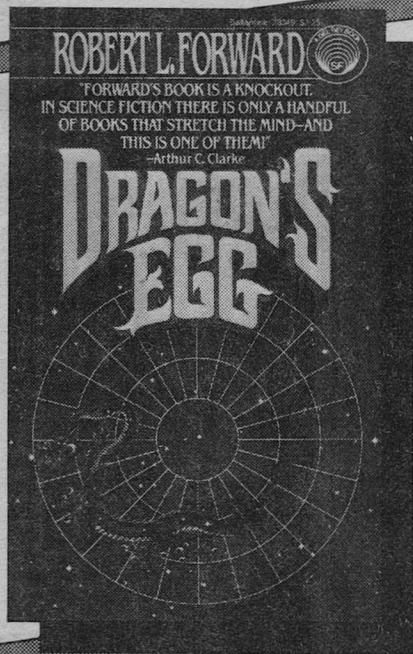 ROBERT L. FORWARD
"FORWARD'S BOOK IS A KNOCKOUT.
IN SCIENCE FICTION THERE IS ONLY A HANDFUL
OF BOOKS THAT STRETCH THE MIND—AND
THIS IS ONE OF THEM!"
—Arthur C. Clarke
DRAGON'S
EGG